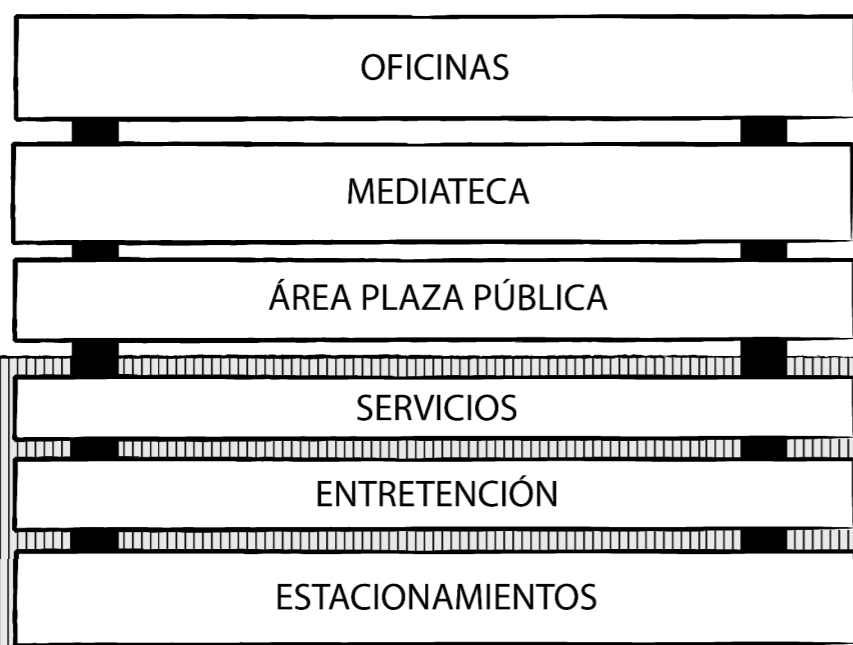 OFICINAS
MEDIATECA
ÁREA PLAZA PÚBLICA
SERVICIOS
ENTRETENCIÓN
ESTACIONAMIENTOS